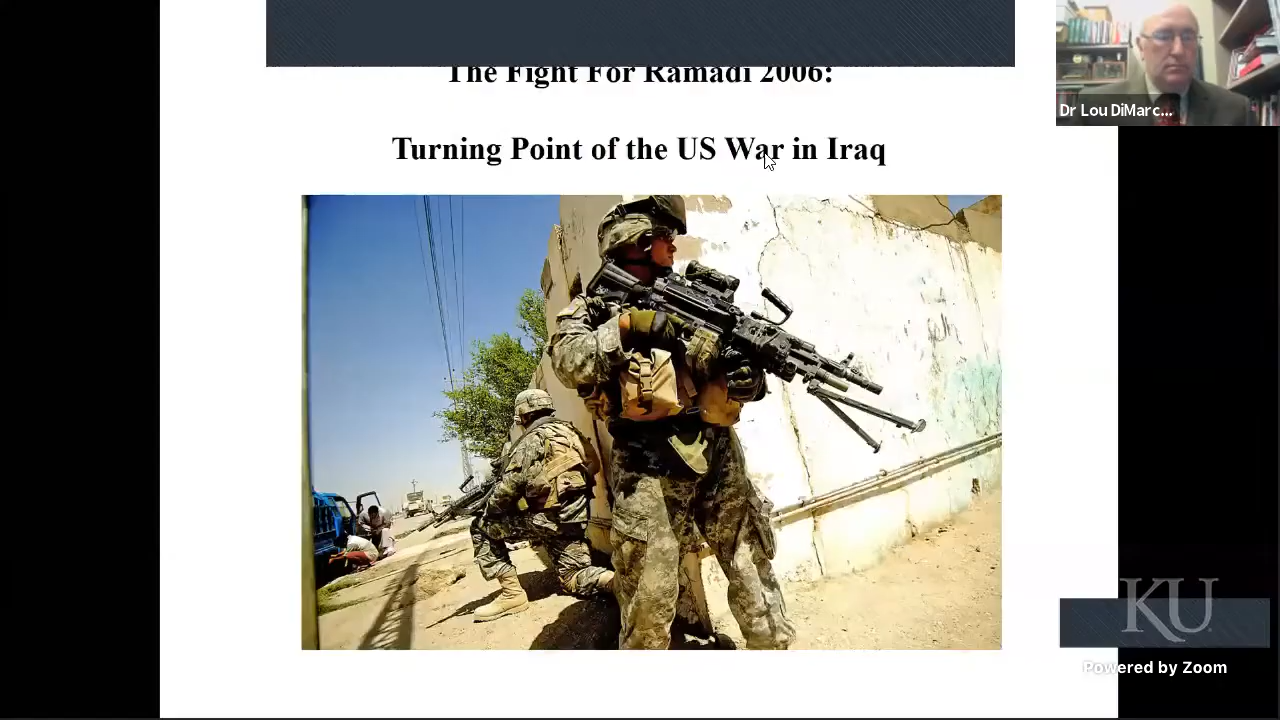 The Fight For Ramadi 2006:
Turning Point of the US War in Iraq
Dr Lou DiMarc...
KU
Powered by Zoom